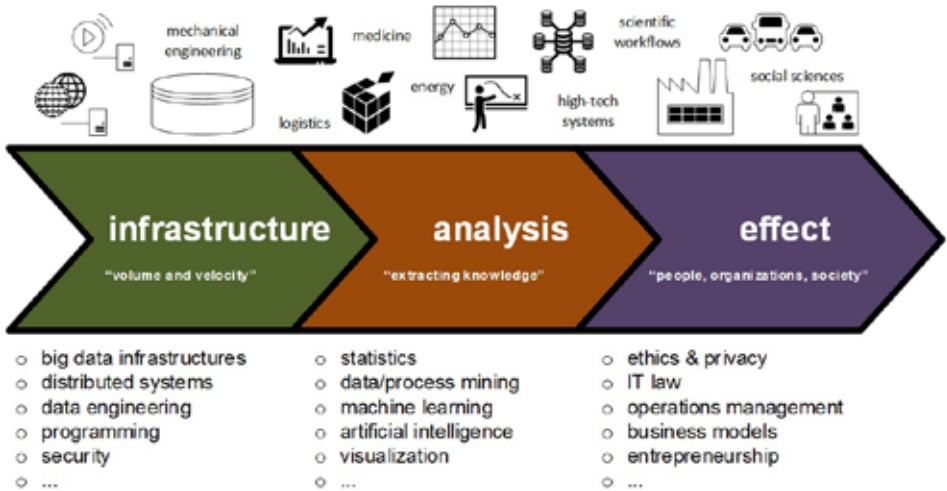 mechanical
engineering
medicine
scientific
workflows
logistics
energy
high-tech
systems
social sciences
infrastructure
"volume and velocity"
analysis
"extracting knowledge"
effect
"people, organizations, society"
o big data infrastructures
o distributed systems
o data engineering
o programming
o security
o ...
o statistics
o data/process mining
o machine learning
o artificial intelligence
o visualization
o ...
o ethics & privacy
o IT law
o operations management
o business models
o entrepreneurship
o ...